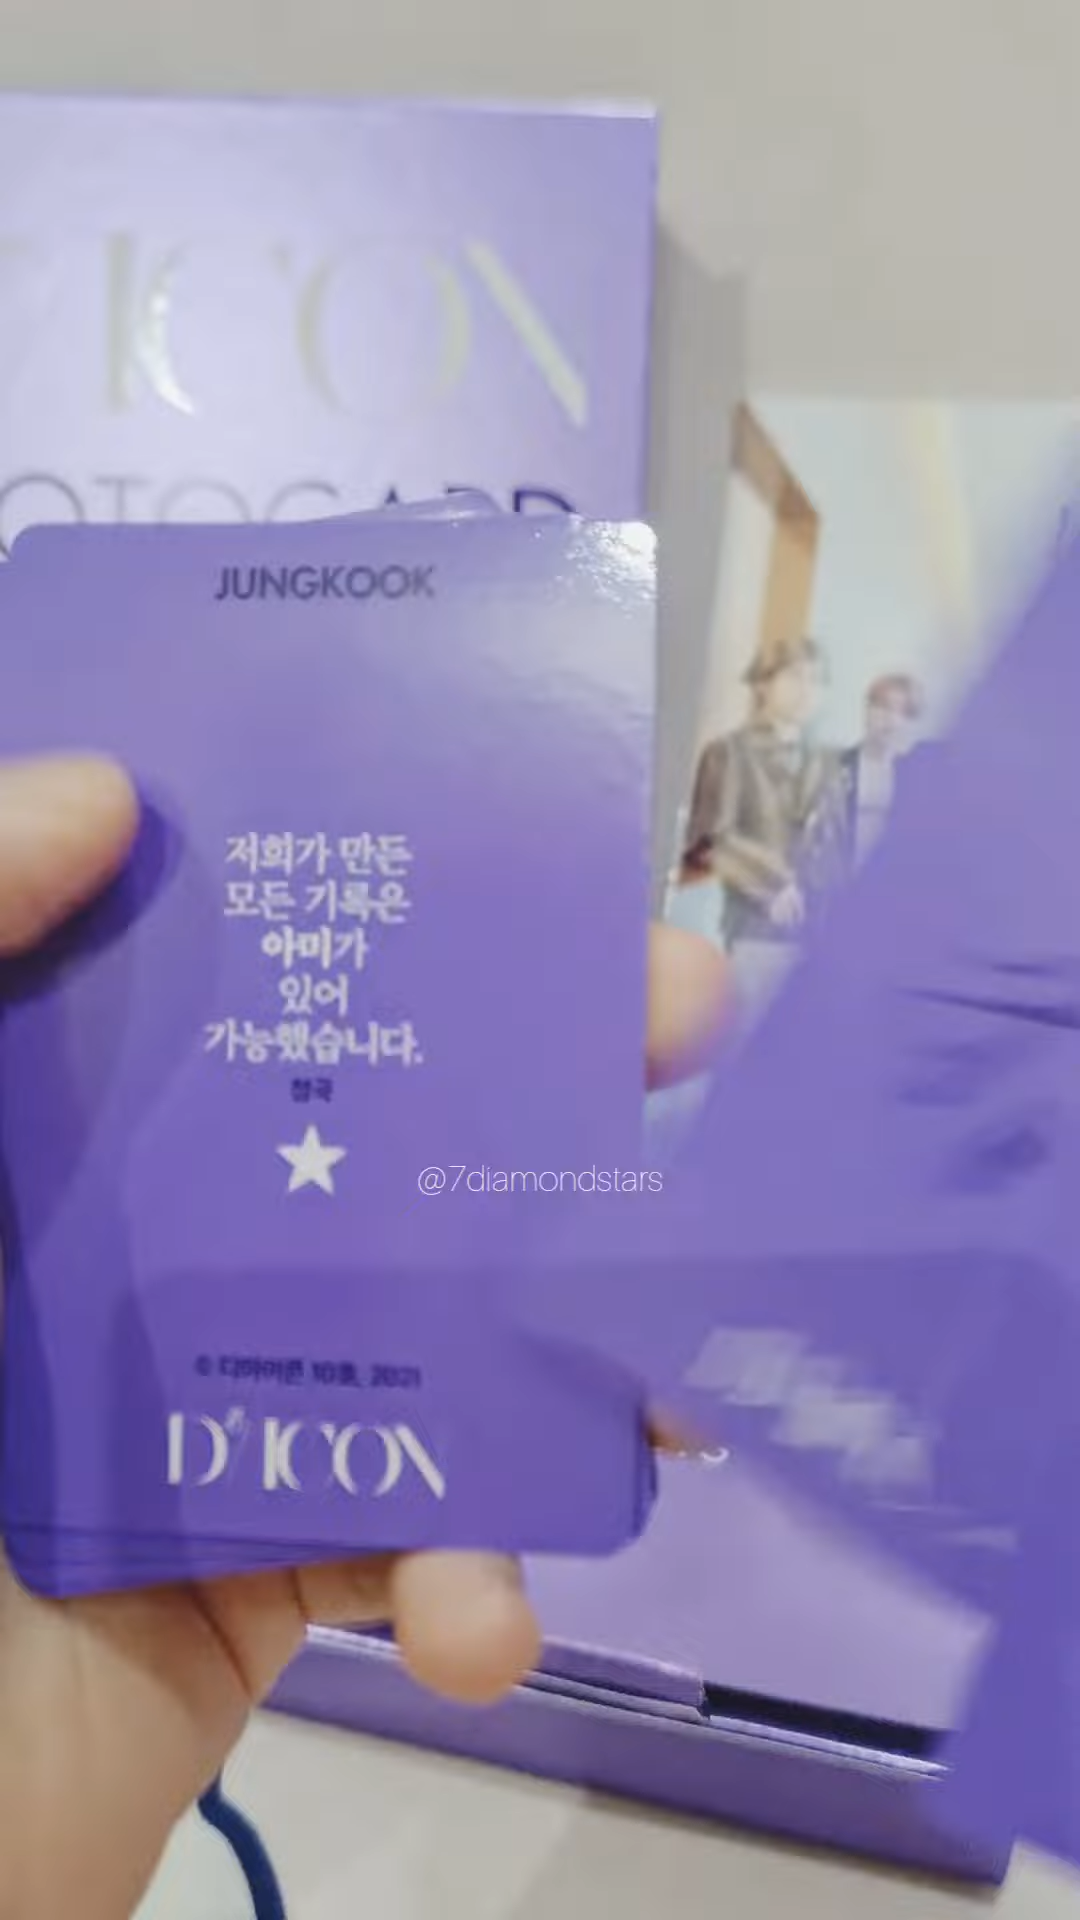 ICON
JUNGKOOK
저희가 만든
모든 기록은
아미가
있어
가능했습니다.
정국
@7diamondstars
© 디아이콘 10호, 2021
D'ICON